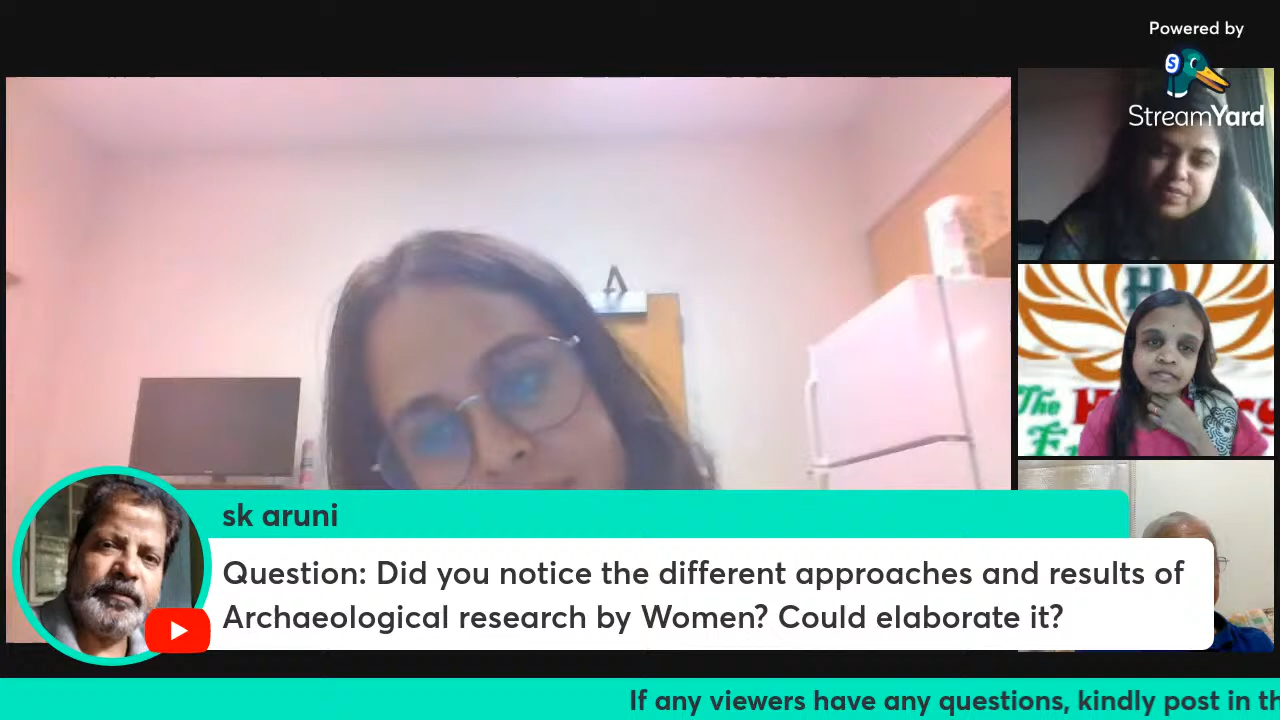 Powered by
StreamYard
H
The
sk aruni
Question: Did you notice the different approaches and results of
Archaeological research by Women? Could elaborate it?
If any viewers have any questions, kindly post in th